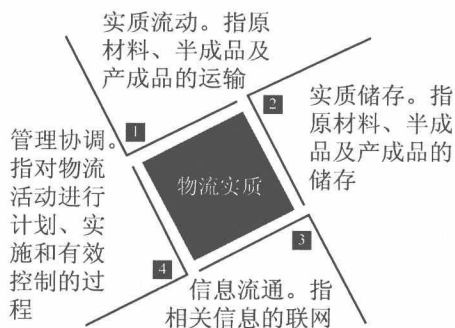 实质流动。指原
材料、半成品及
产成品的运输
1
2
实质储存。指
原材料、半成
品及产成品的
储存
管理协调。
指对物流
活动进行
计划、实
施和有效
控制的过
程
物流实质
3
4
信息流通。指
相关信息的联网